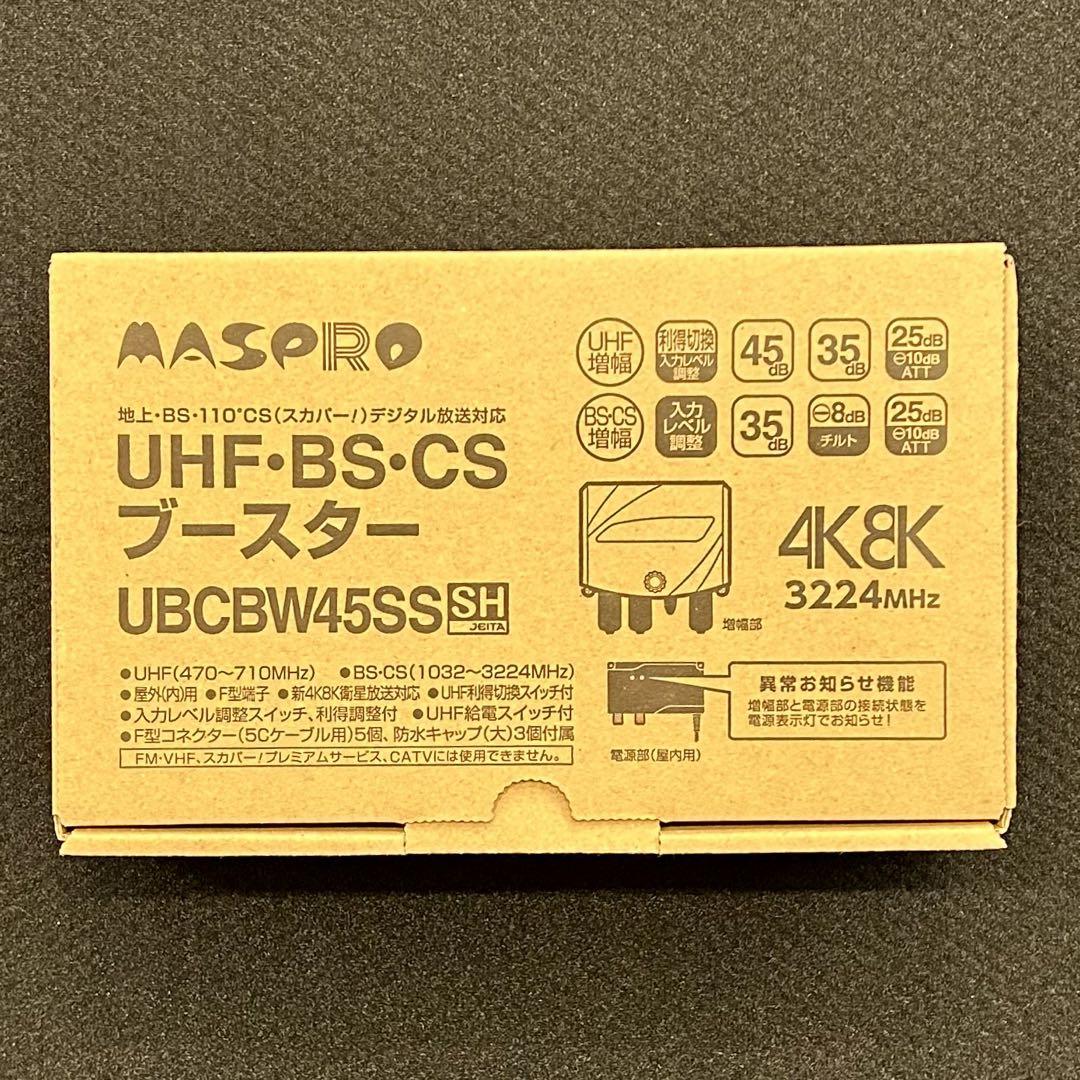 MASPRO
地上・BS・110°CS(スカパー!)デジタル放送対応
UHF・BS・CS
ブースター
UBCBW45SS SH
JEITA
●UHF(470〜710MHz) ●BS・CS(1032〜3224MHz)
●屋外(内)用 ●F型端子 ●新4K8K衛星放送対応 ●UHF利得切換スイッチ付
●入力レベル調整スイッチ、利得調整付 ●UHF給電スイッチ付
●F型コネクター(5Cケーブル用)5個、防水キャップ(大)3個付属
FM・VHF、スカパー!プレミアムサービス、CATVには使用できません。
UHF
増幅
利得切換
入力レベル
調整
45dB
35dB
25dB
⊖10dB
ATT
BS・CS
増幅
入力
レベル
調整
35dB
⊖8dB
チルト
25dB
⊖10dB
ATT
4K8K
3224MHz
増幅部
異常お知らせ機能
増幅部と電源部の接続状態を
電源表示灯でお知らせ!
電源部(屋内用)